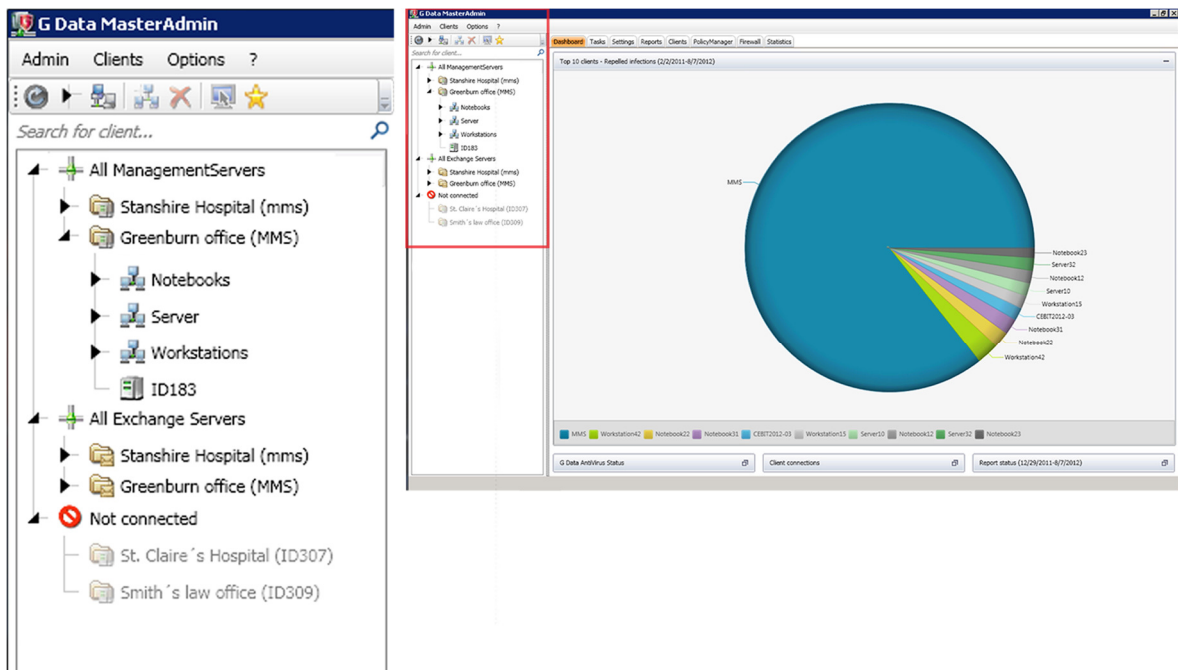 G Data MasterAdmin
Admin Clients Options ?
Search for client...
All ManagementServers
Stanshire Hospital (mms)
Greenburn office (MMS)
Notebooks
Server
Workstations
ID183
All Exchange Servers
Stanshire Hospital (mms)
Greenburn office (MMS)
Not connected
St. Claire´s Hospital (ID307)
Smith´s law office (ID309)
G Data MasterAdmin
Admin Clients Options ?
Search for client...
All ManagementServers
Stanshire Hospital (mms)
Greenburn office (MMS)
Notebooks
Server
Workstations
ID183
All Exchange Servers
Stanshire Hospital (mms)
Greenburn office (MMS)
Not connected
St. Claire´s Hospital (ID307)
Smith´s law office (ID309)
Dashboard Tasks Settings Reports Clients PolicyManager Firewall Statistics
Top 10 clients - Repelled infections (2/2/2011-8/7/2012)
MMS
Notebook23
Server32
Notebook12
Server10
Workstation15
CEBIT2012-03
Notebook31
Notebook22
Workstation42
MMS Workstation42 Notebook22 Notebook31 CEBIT2012-03 Workstation15 Server10 Notebook12 Server32 Notebook23
G Data AntiVirus Status Client connections Report status (12/29/2011-8/7/2012)